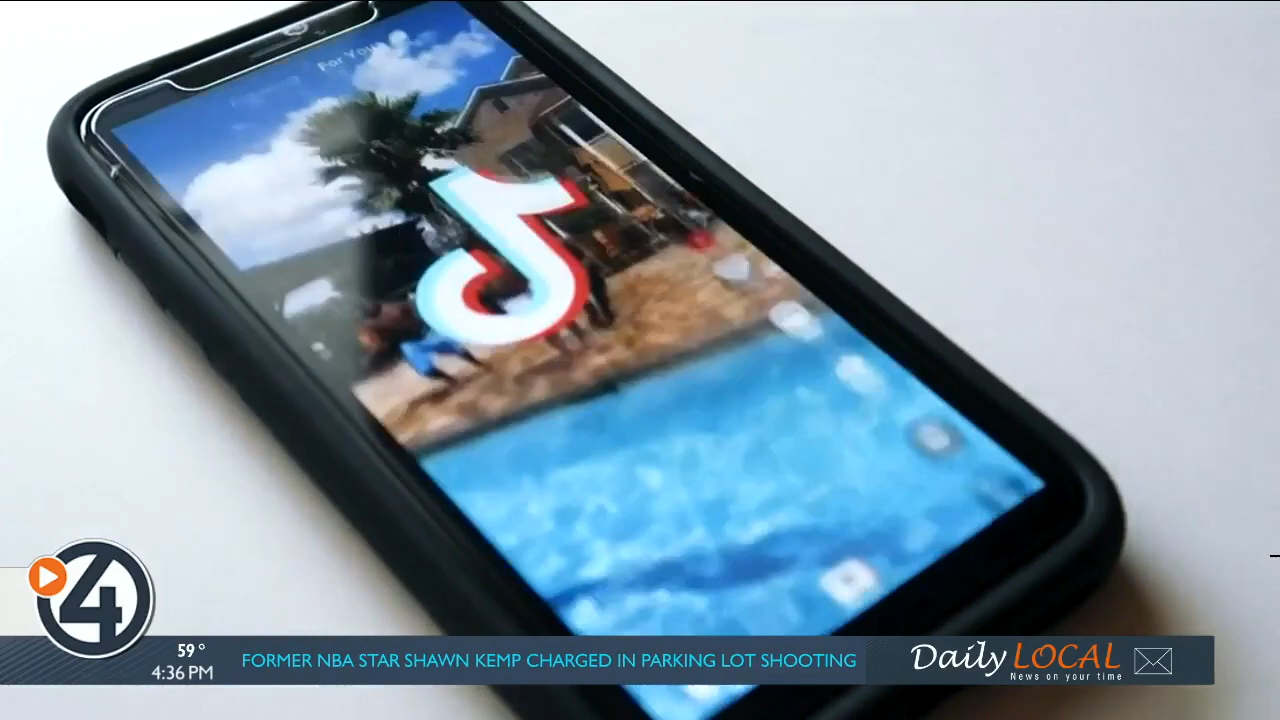 For You
4
59°
4:36 PM
FORMER NBA STAR SHAWN KEMP CHARGED IN PARKING LOT SHOOTING
Daily LOCAL
News on your time